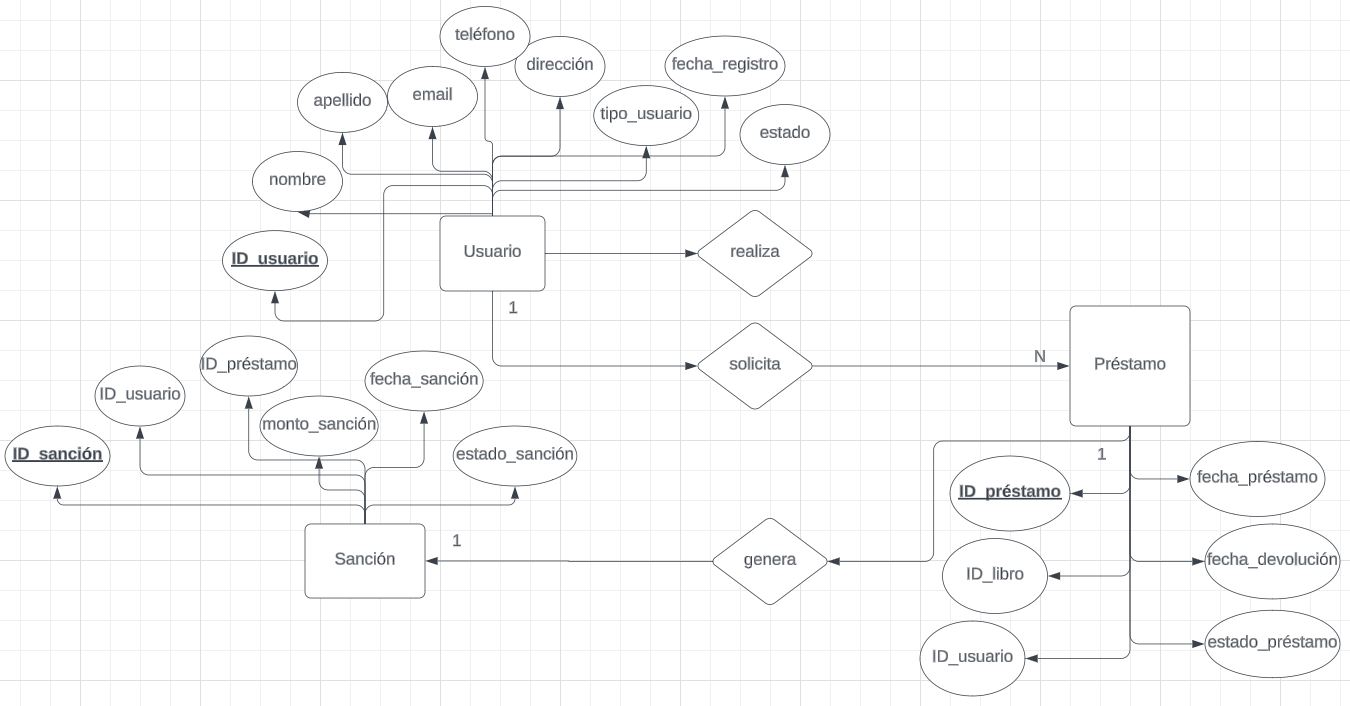 teléfono
dirección
fecha_registro
apellido
email
tipo_usuario
estado
nombre
ID_usuario
Usuario
realiza
1
ID_préstamo
fecha_sanción
solicita
N
Préstamo
ID_usuario
monto_sanción
ID_sanción
estado_sanción
1
fecha_préstamo
ID_préstamo
1
Sanción
genera
ID_libro
fecha_devolución
ID_usuario
estado_préstamo